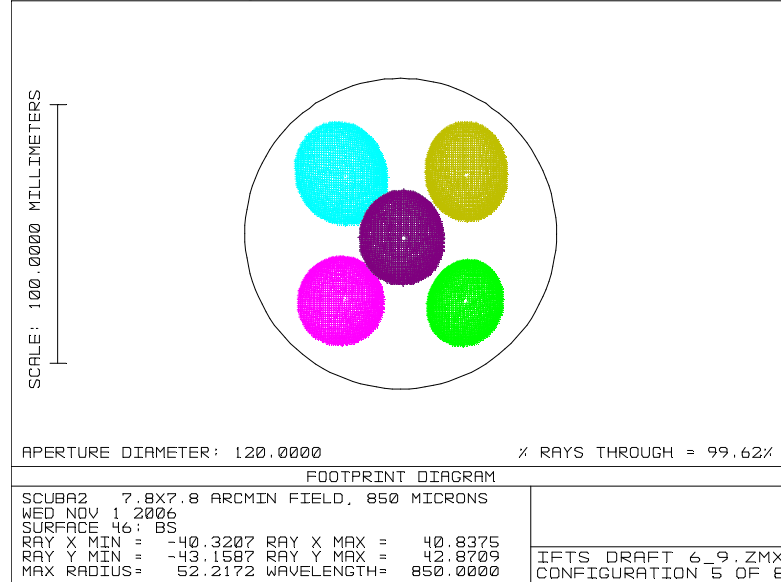 SCALE: 100.0000 MILLIMETERS
APERTURE DIAMETER: 120.0000
% RAYS THROUGH = 99.62%
FOOTPRINT DIAGRAM
SCUBA2 7.8X7.8 ARCMIN FIELD, 850 MICRONS
WED NOV 1 2006
SURFACE 46: BS
RAY X MIN = -40.3207 RAY X MAX = 40.8375
RAY Y MIN = -43.1587 RAY Y MAX = 42.8709
MAX RADIUS= 52.2172 WAVELENGTH= 850.0000
IFTS DRAFT 6_9.ZMX
CONFIGURATION 5 OF